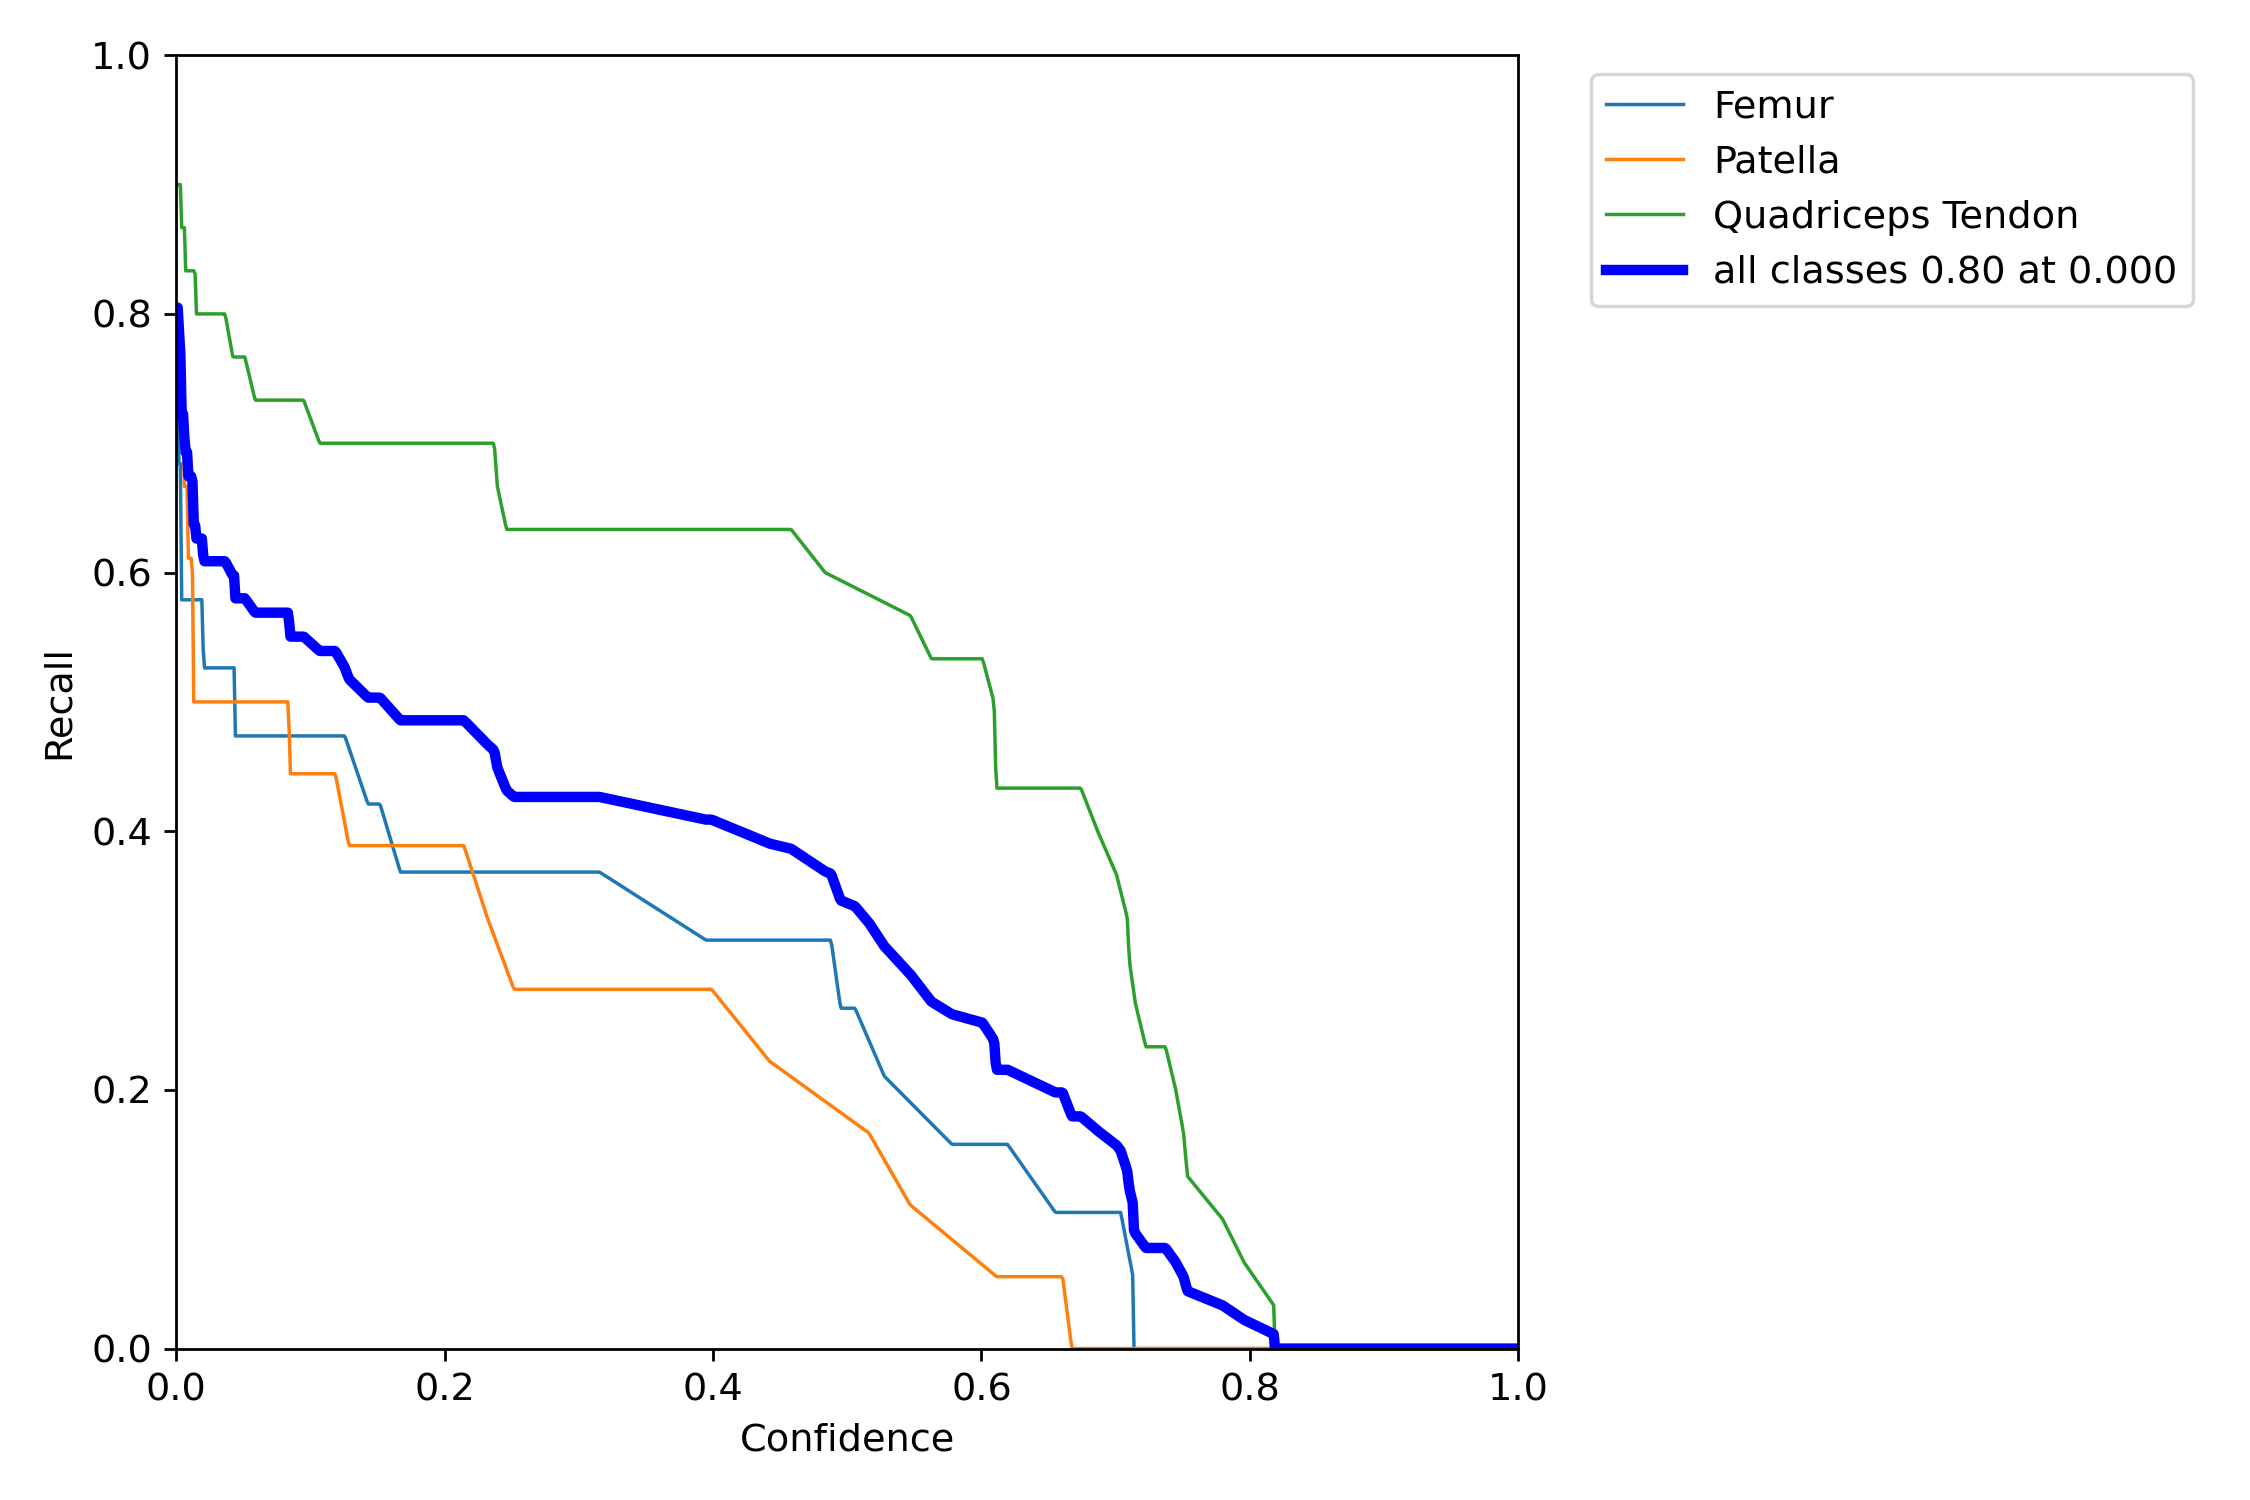 1.0
0.8
0.6
0.4
0.2
0.0
Recall
0.0 0.2 0.4 0.6 0.8 1.0
Confidence
Femur
Patella
Quadriceps Tendon
all classes 0.80 at 0.000